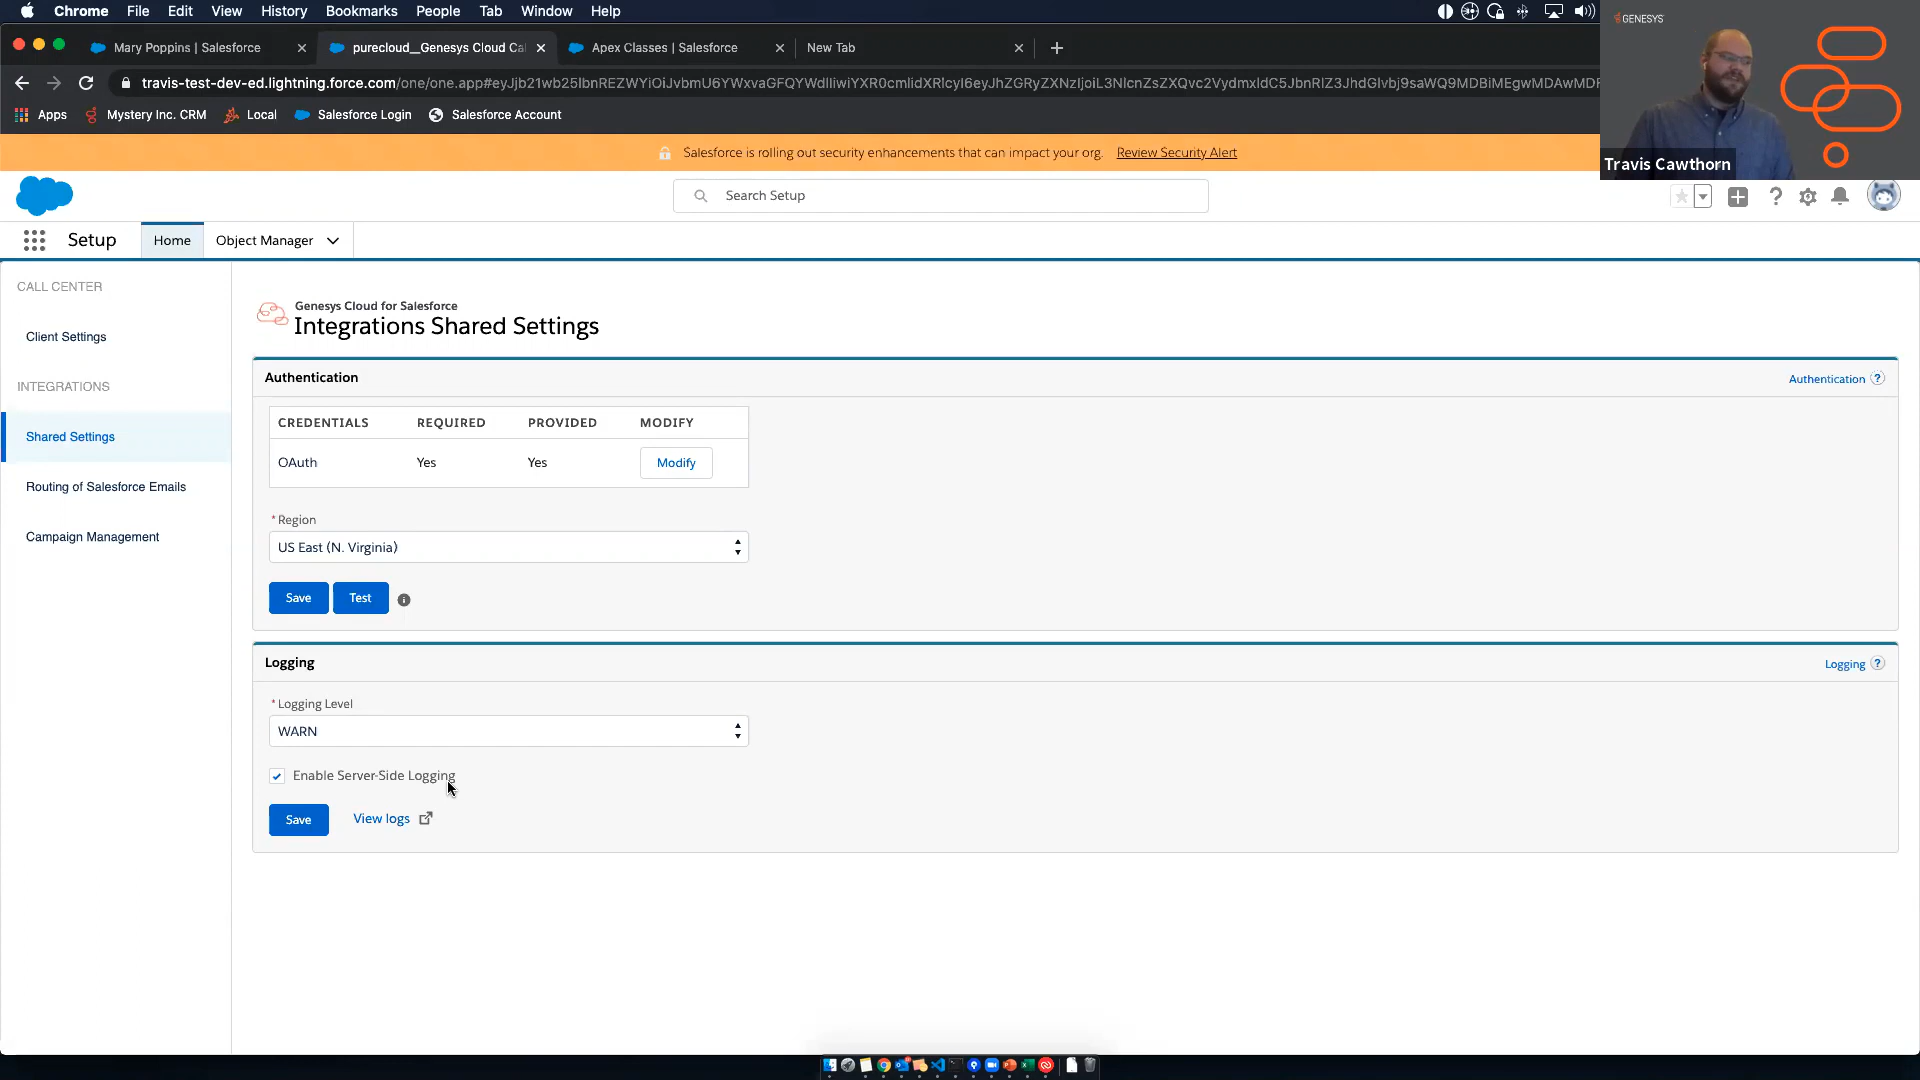 Chrome File Edit View History Bookmarks People Tab Window Help
Mary Poppins | Salesforce
purecloud__Genesys Cloud Ca
Apex Classes | Salesforce
New Tab
travis-test-dev-ed.lightning.force.com
Apps Mystery Inc. CRM Local Salesforce Login Salesforce Account
GENESYS
Travis Cawthorn
Salesforce is rolling out security enhancements that can impact your org. Review Security Alert
Search Setup
Setup Home Object Manager
CALL CENTER
Client Settings
INTEGRATIONS
Shared Settings
Routing of Salesforce Emails
Campaign Management
Genesys Cloud for Salesforce
Integrations Shared Settings
Authentication Authentication ?
CREDENTIALS REQUIRED PROVIDED MODIFY
OAuth Yes Yes Modify
*Region
US East (N. Virginia)
Save Test
Logging Logging ?
*Logging Level
WARN
Enable Server-Side Logging
Save View logs